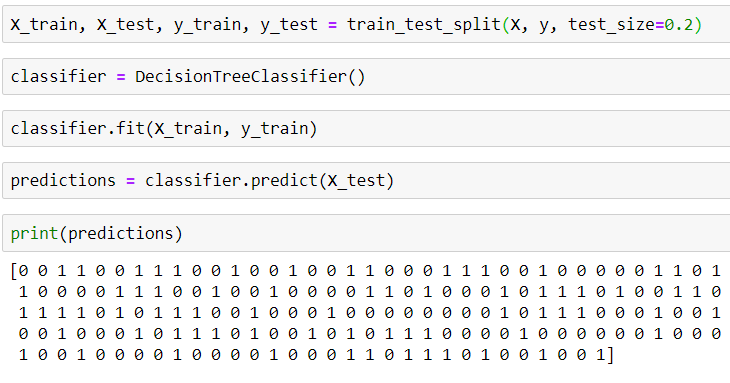 X_train, X_test, y_train, y_test = train_test_split(X, y, test_size=0.2)
classifier = DecisionTreeClassifier()
classifier.fit(X_train, y_train)
predictions = classifier.predict(X_test)
print(predictions)
[0 0 1 1 0 0 1 1 1 0 0 1 0 0 1 0 0 1 1 0 0 0 1 1 1 0 0 1 0 0 0 0 0 1 1 0 1
1 0 0 0 0 1 1 1 0 0 1 0 0 1 0 0 0 0 1 1 0 1 0 0 0 1 0 1 1 1 0 1 0 0 1 1 0
1 1 1 1 0 1 0 1 1 1 0 0 1 0 0 0 1 0 0 0 0 0 0 0 0 0 1 0 1 1 1 0 0 0 1 0 0 1
0 0 1 0 0 0 1 0 1 1 1 0 1 0 0 1 0 1 0 1 1 1 0 0 0 0 1 0 0 0 0 0 0 1 0 0 0
1 0 0 1 0 0 0 0 1 0 0 0 0 1 0 0 0 1 1 0 1 1 1 0 1 0 0 1 0 0 1]